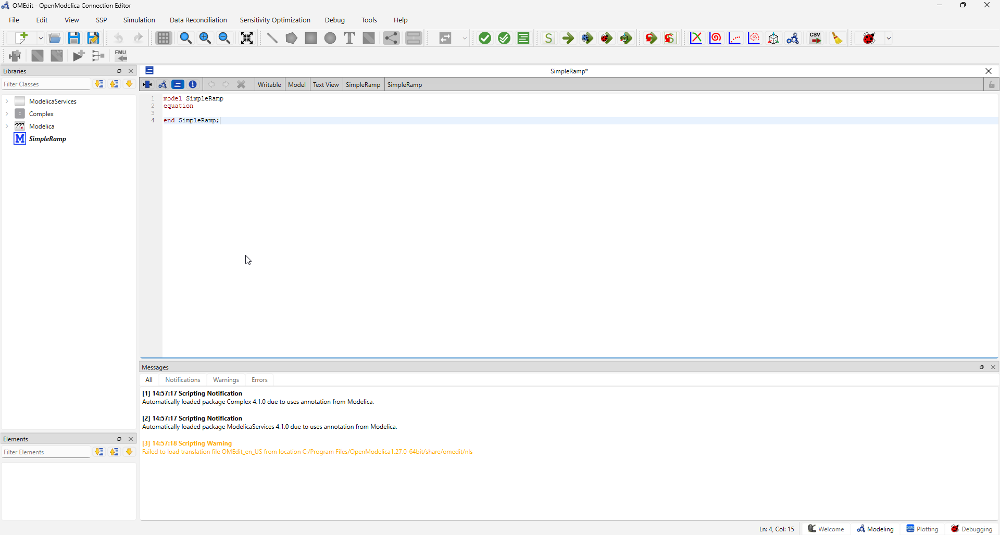 OMEdit - OpenModelica Connection Editor
File Edit View SSP Simulation Data Reconciliation Sensitivity Optimization Debug Tools Help
T S S CSV
FMU
Libraries
SimpleRamp*
Filter Classes
Writable Model Text View SimpleRamp SimpleRamp
ModelicaServices
C Complex
Modelica
M SimpleRamp
1 model SimpleRamp
2 equation
3
4 end SimpleRamp;
Messages
All Notifications Warnings Errors
[1] 14:57:17 Scripting Notification
Automatically loaded package Complex 4.1.0 due to uses annotation from Modelica.
[2] 14:57:17 Scripting Notification
Automatically loaded package ModelicaServices 4.1.0 due to uses annotation from Modelica.
[3] 14:57:18 Scripting Warning
Failed to load translation file OMEdit_en_US from location C:/Program Files/OpenModelica1.27.0-64bit/share/omedit/nls
Elements
Filter Elements
Ln: 4, Col: 15 Welcome Modeling Plotting Debugging